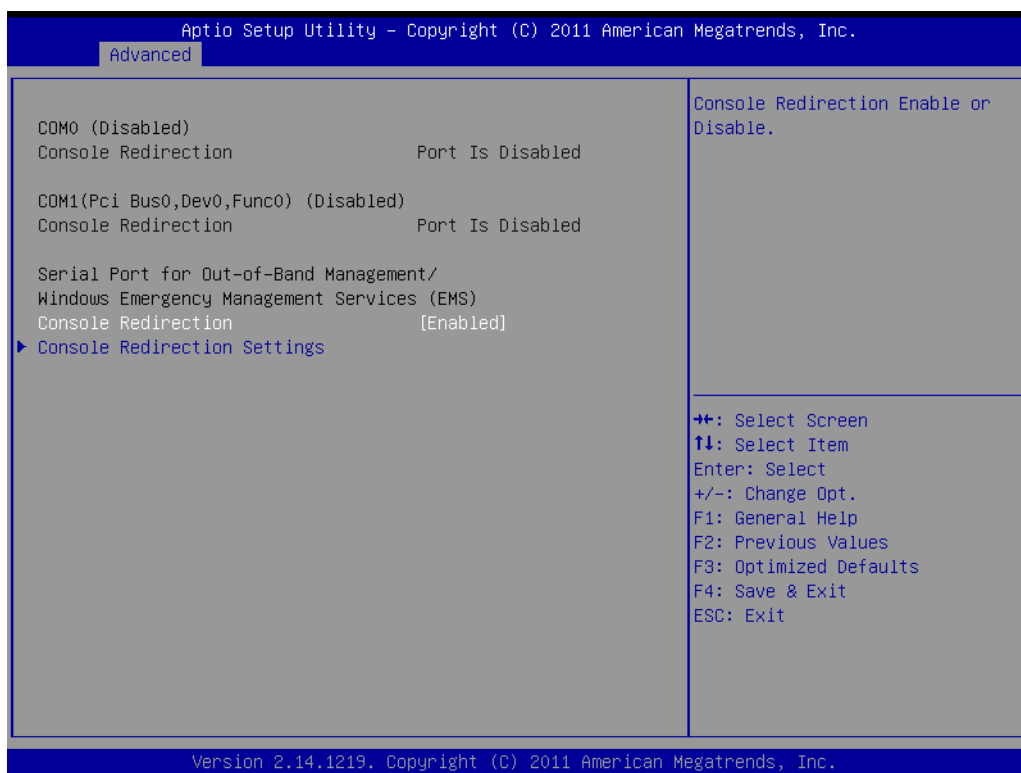 Aptio Setup Utility – Copyright (C) 2011 American Megatrends, Inc.
Advanced
COM0 (Disabled)
Console Redirection Port Is Disabled
COM1(Pci Bus0,Dev0,Func0) (Disabled)
Console Redirection Port Is Disabled
Serial Port for Out-of-Band Management/
Windows Emergency Management Services (EMS)
Console Redirection [Enabled]
▶ Console Redirection Settings
Console Redirection Enable or
Disable.
→←: Select Screen
↑↓: Select Item
Enter: Select
+/-: Change Opt.
F1: General Help
F2: Previous Values
F3: Optimized Defaults
F4: Save & Exit
ESC: Exit
Version 2.14.1219. Copyright (C) 2011 American Megatrends, Inc.